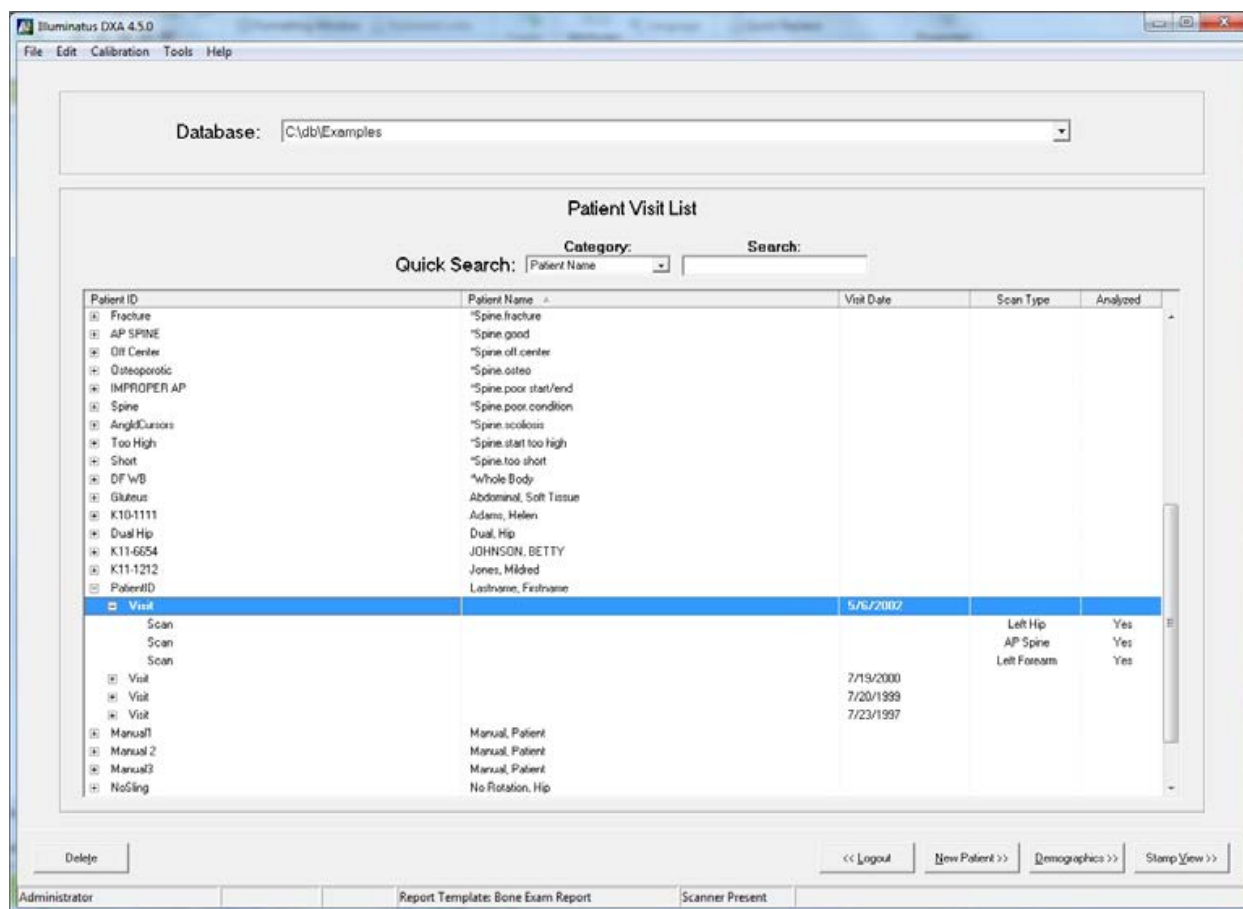 Illuminatus DXA 4.5.0
File Edit Calibration Tools Help
Database: C:\db\Examples
Patient Visit List
Category: Search:
Quick Search: Patient Name
Patient ID Patient Name Visit Date Scan Type Analyzed
Fracture *Spine.fracture
AP SPINE *Spine.good
Off Center *Spine.off.center
Osteoporotic *Spine.osteo
IMPROPER AP *Spine.poor start/end
Spine *Spine.poor.condition
AngldCursors *Spine.scoliosis
Too High *Spine.start too high
Short *Spine.too short
DF WB *Whole Body
Gluteus Abdominal, Soft Tissue
K10-1111 Adams, Helen
Dual Hip Dual, Hip
K11-6654 JOHNSON, BETTY
K11-1212 Jones, Mildred
PatientID Lastname, Firstname
Visit 5/6/2002
Scan Left Hip Yes
Scan AP Spine Yes
Scan Left Forearm Yes
Visit 7/19/2000
Visit 7/20/1999
Visit 7/23/1997
Manual1 Manual, Patient
Manual 2 Manual, Patient
Manual3 Manual, Patient
NoSling No Rotation, Hip
Delete << Logout New Patient >> Demographics >> Stamp View >>
Administrator Report Template: Bone Exam Report Scanner Present